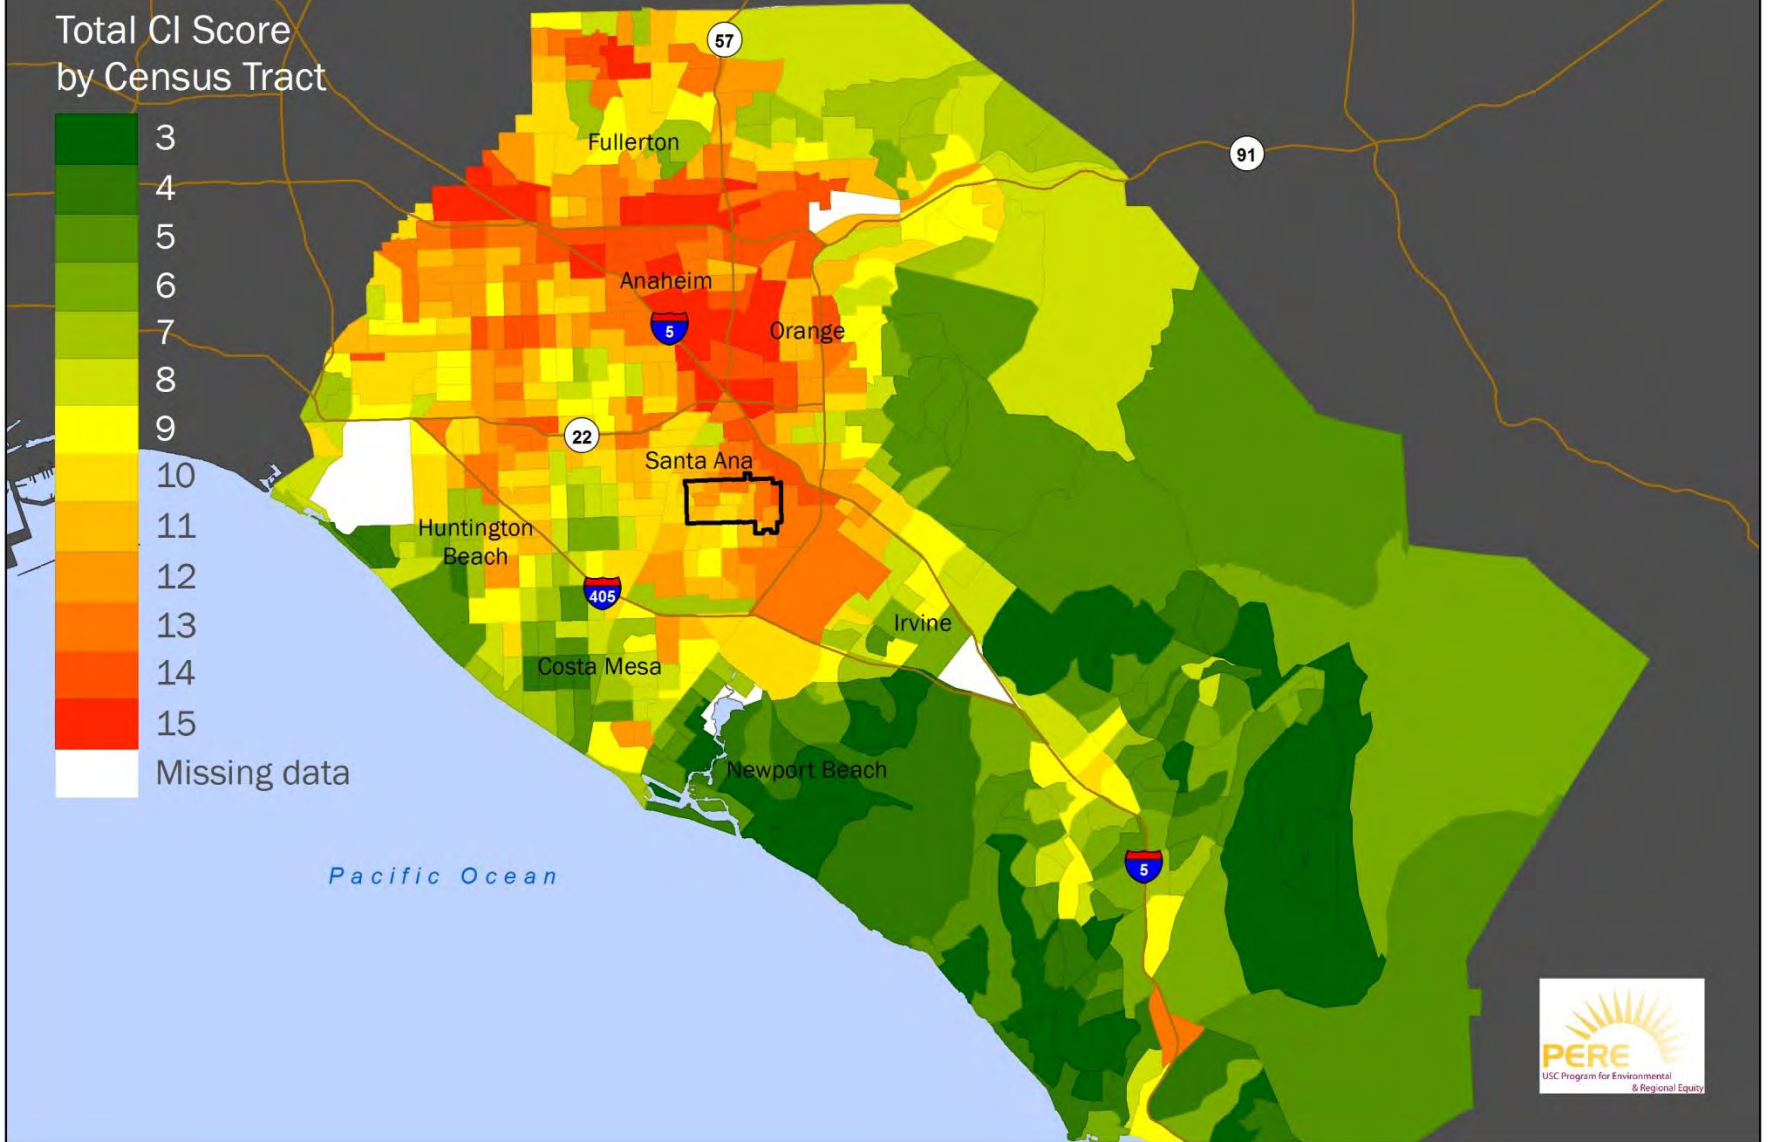 Total CI Score
by Census Tract
3
4
5
6
7
8
9
10
11
12
13
14
15
Missing data
57
91
Fullerton
Anaheim
5
Orange
22
Santa Ana
Huntington
Beach
405
Irvine
Costa Mesa
Newport Beach
5
Pacific Ocean
PERE
USC Program for Environmental
& Regional Equity